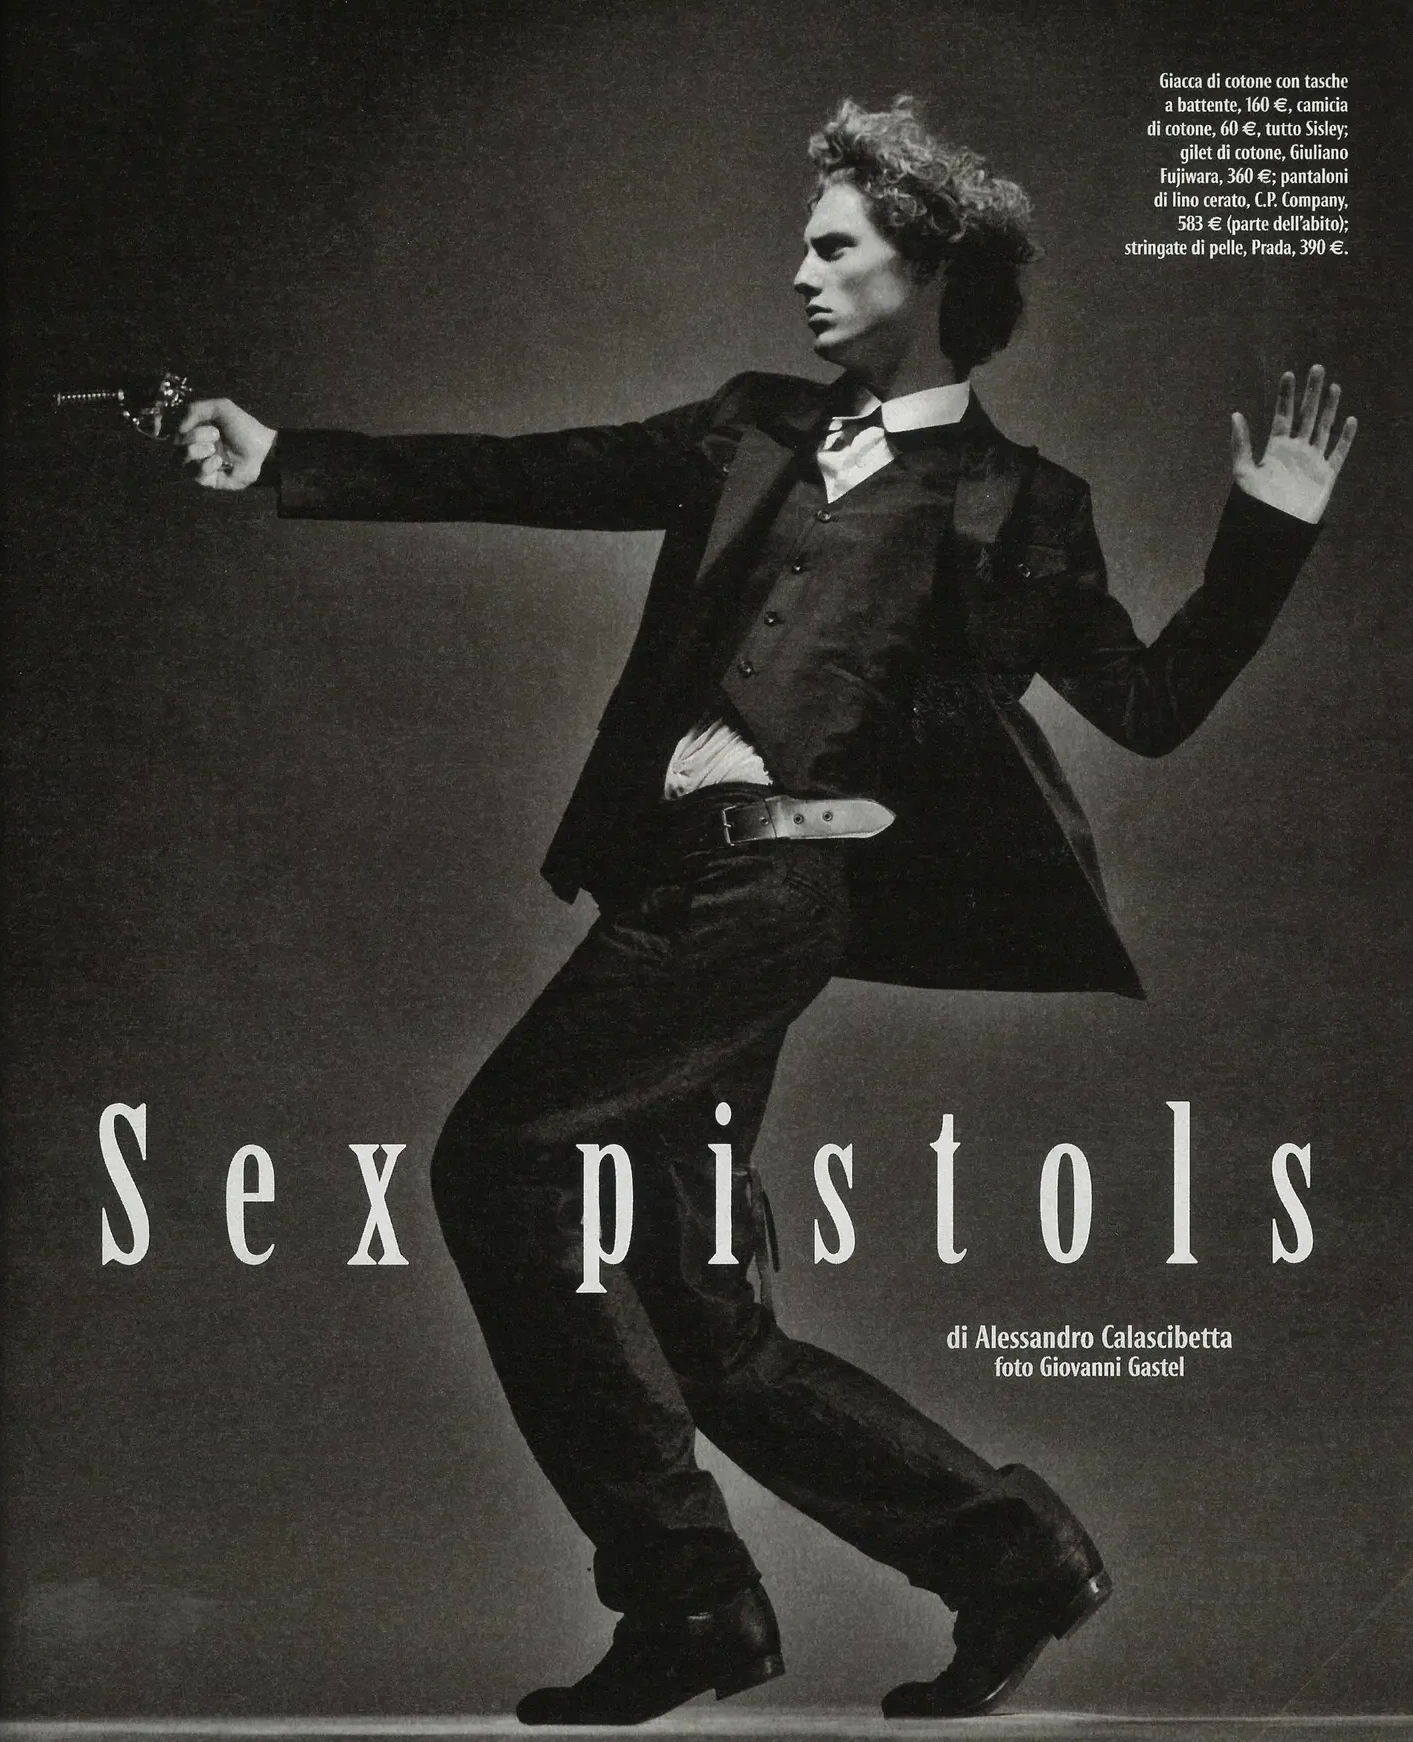 Giacca di cotone con tasche
a battente, 160 €, camicia
di cotone, 60 €, tutto Sisley;
gilet di cotone, Giuliano
Fujiwara, 360 €; pantaloni
di lino cerato, C.P. Company,
583 € (parte dell'abito);
stringate di pelle, Prada, 390 €.
Sex pistols
di Alessandro Calascibetta
foto Giovanni Gastel